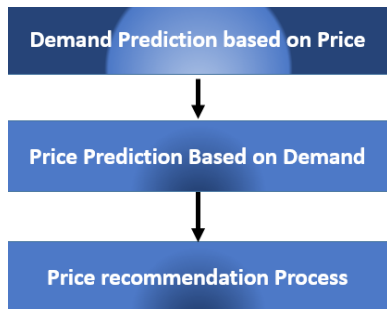 Demand Prediction based on Price
Price Prediction Based on Demand
Price recommendation Process